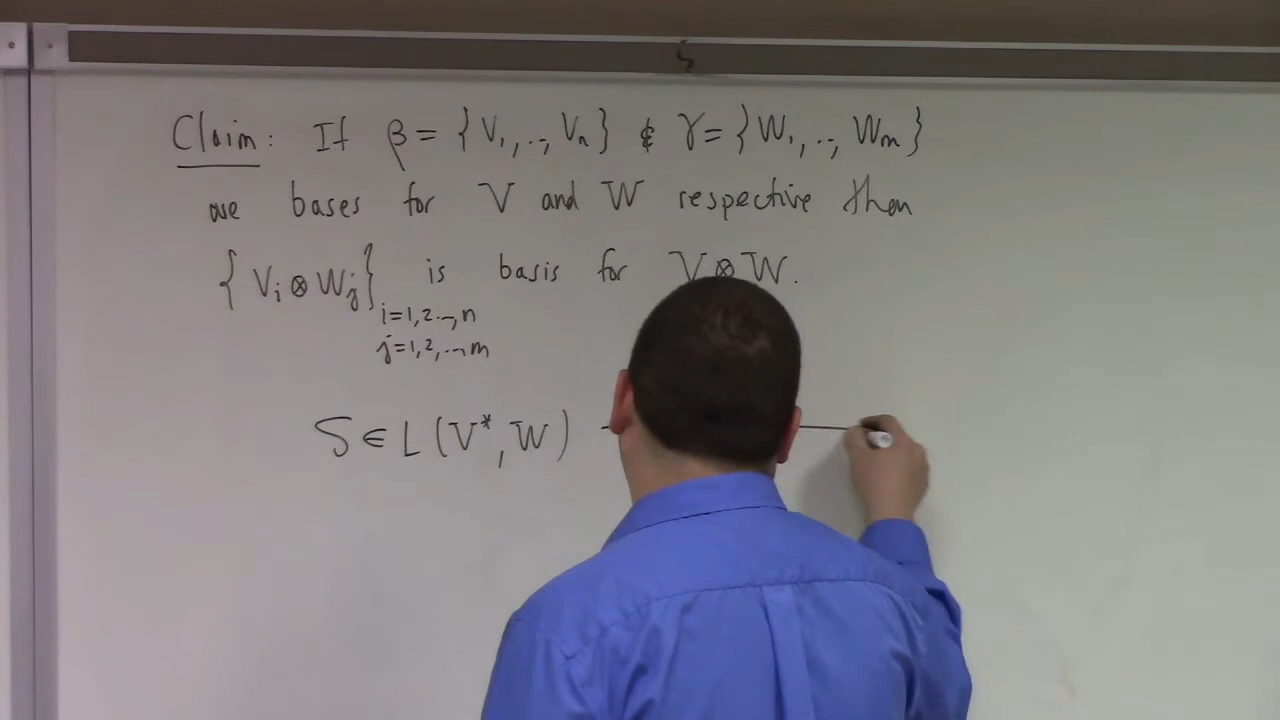 Claim: If β = {V₁,..,Vₙ} & γ = {W₁,..,Wₘ}
are bases for V and W respective then
{Vᵢ ⊗ Wⱼ} is basis for V ⊗ W.
i=1,2..,n
j=1,2,...,m
S ∈ L(V*, W)